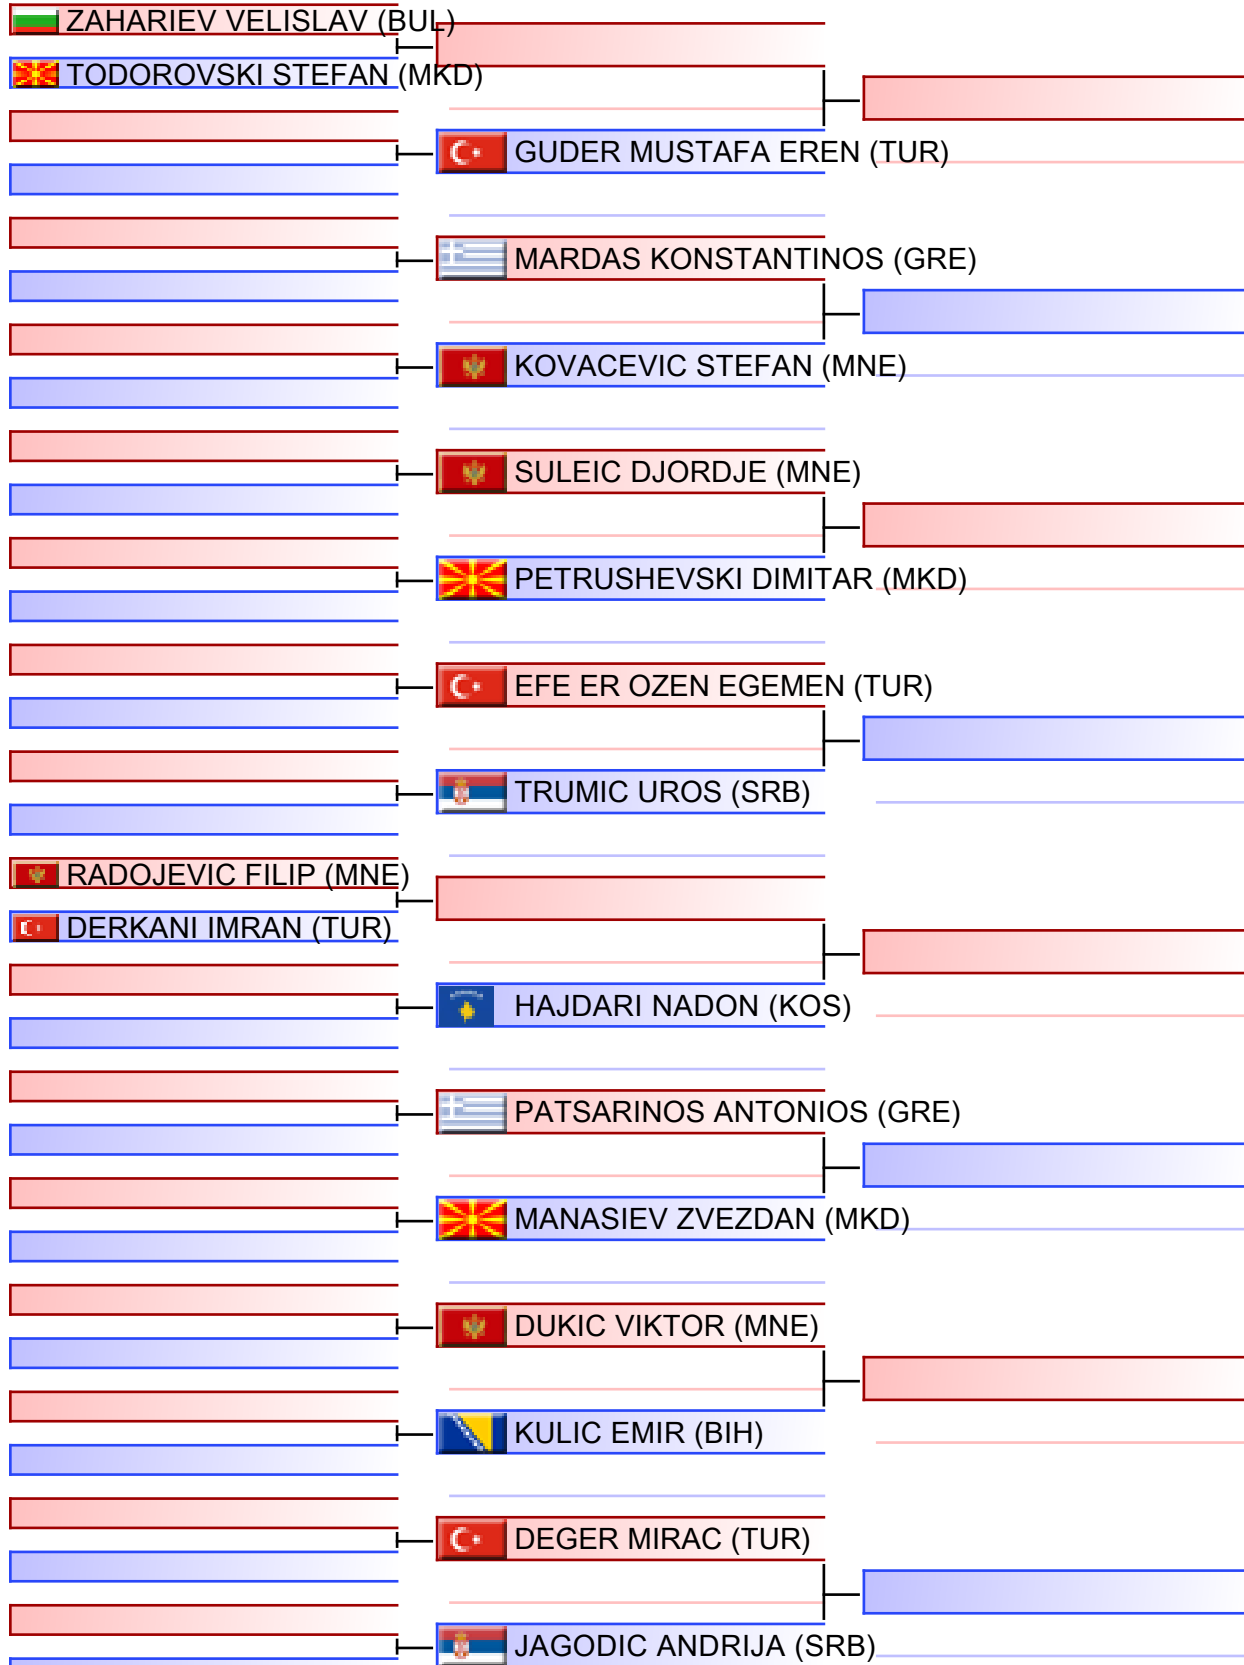 ZAHARIEV VELISLAV (BUL)
TODOROVSKI STEFAN (MKD)
GUDER MUSTAFA EREN (TUR)
MARDAS KONSTANTINOS (GRE)
KOVACEVIC STEFAN (MNE)
SULEIC DJORDJE (MNE)
PETRUSHEVSKI DIMITAR (MKD)
EFE ER OZEN EGEMEN (TUR)
TRUMIC UROS (SRB)
RADOJEVIC FILIP (MNE)
DERKANI IMRAN (TUR)
HAJDARI NADON (KOS)
PATSARINOS ANTONIOS (GRE)
MANASIEV ZVEZDAN (MKD)
DUKIC VIKTOR (MNE)
KULIC EMIR (BIH)
DEGER MIRAC (TUR)
JAGODIC ANDRIJA (SRB)